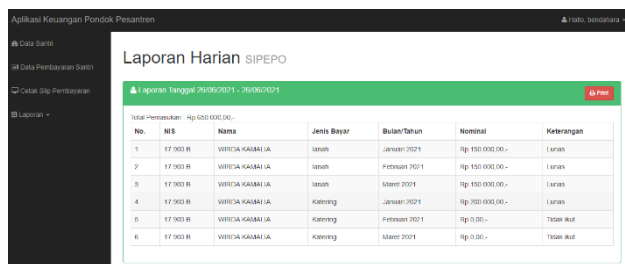 Aplikasi Keuangan Pondok Pesantren
Hallo, bendahara
Data Santri
Data Pembayaran Santri
Cetak Slip Pembayaran
Laporan
Laporan Harian SIPEPO
Laporan Tanggal 26/06/2021 - 26/06/2021
Print
Total Pemasukan : Rp.650.000,00,-
No. NIS Nama Jenis Bayar Bulan/Tahun Nominal Keterangan
1 17.900.B WIRDA KAMALIA Ianah Januari 2021 Rp 150.000,00,- Lunas
2 17.900.B WIRDA KAMALIA Ianah Februari 2021 Rp 150.000,00,- Lunas
3 17.900.B WIRDA KAMALIA Ianah Maret 2021 Rp 150.000,00,- Lunas
4 17.900.B WIRDA KAMALIA Katering Januari 2021 Rp 200.000,00,- Lunas
5 17.900.B WIRDA KAMALIA Katering Februari 2021 Rp 0,00,- Tidak ikut
6 17.900.B WIRDA KAMALIA Katering Maret 2021 Rp 0,00,- Tidak ikut